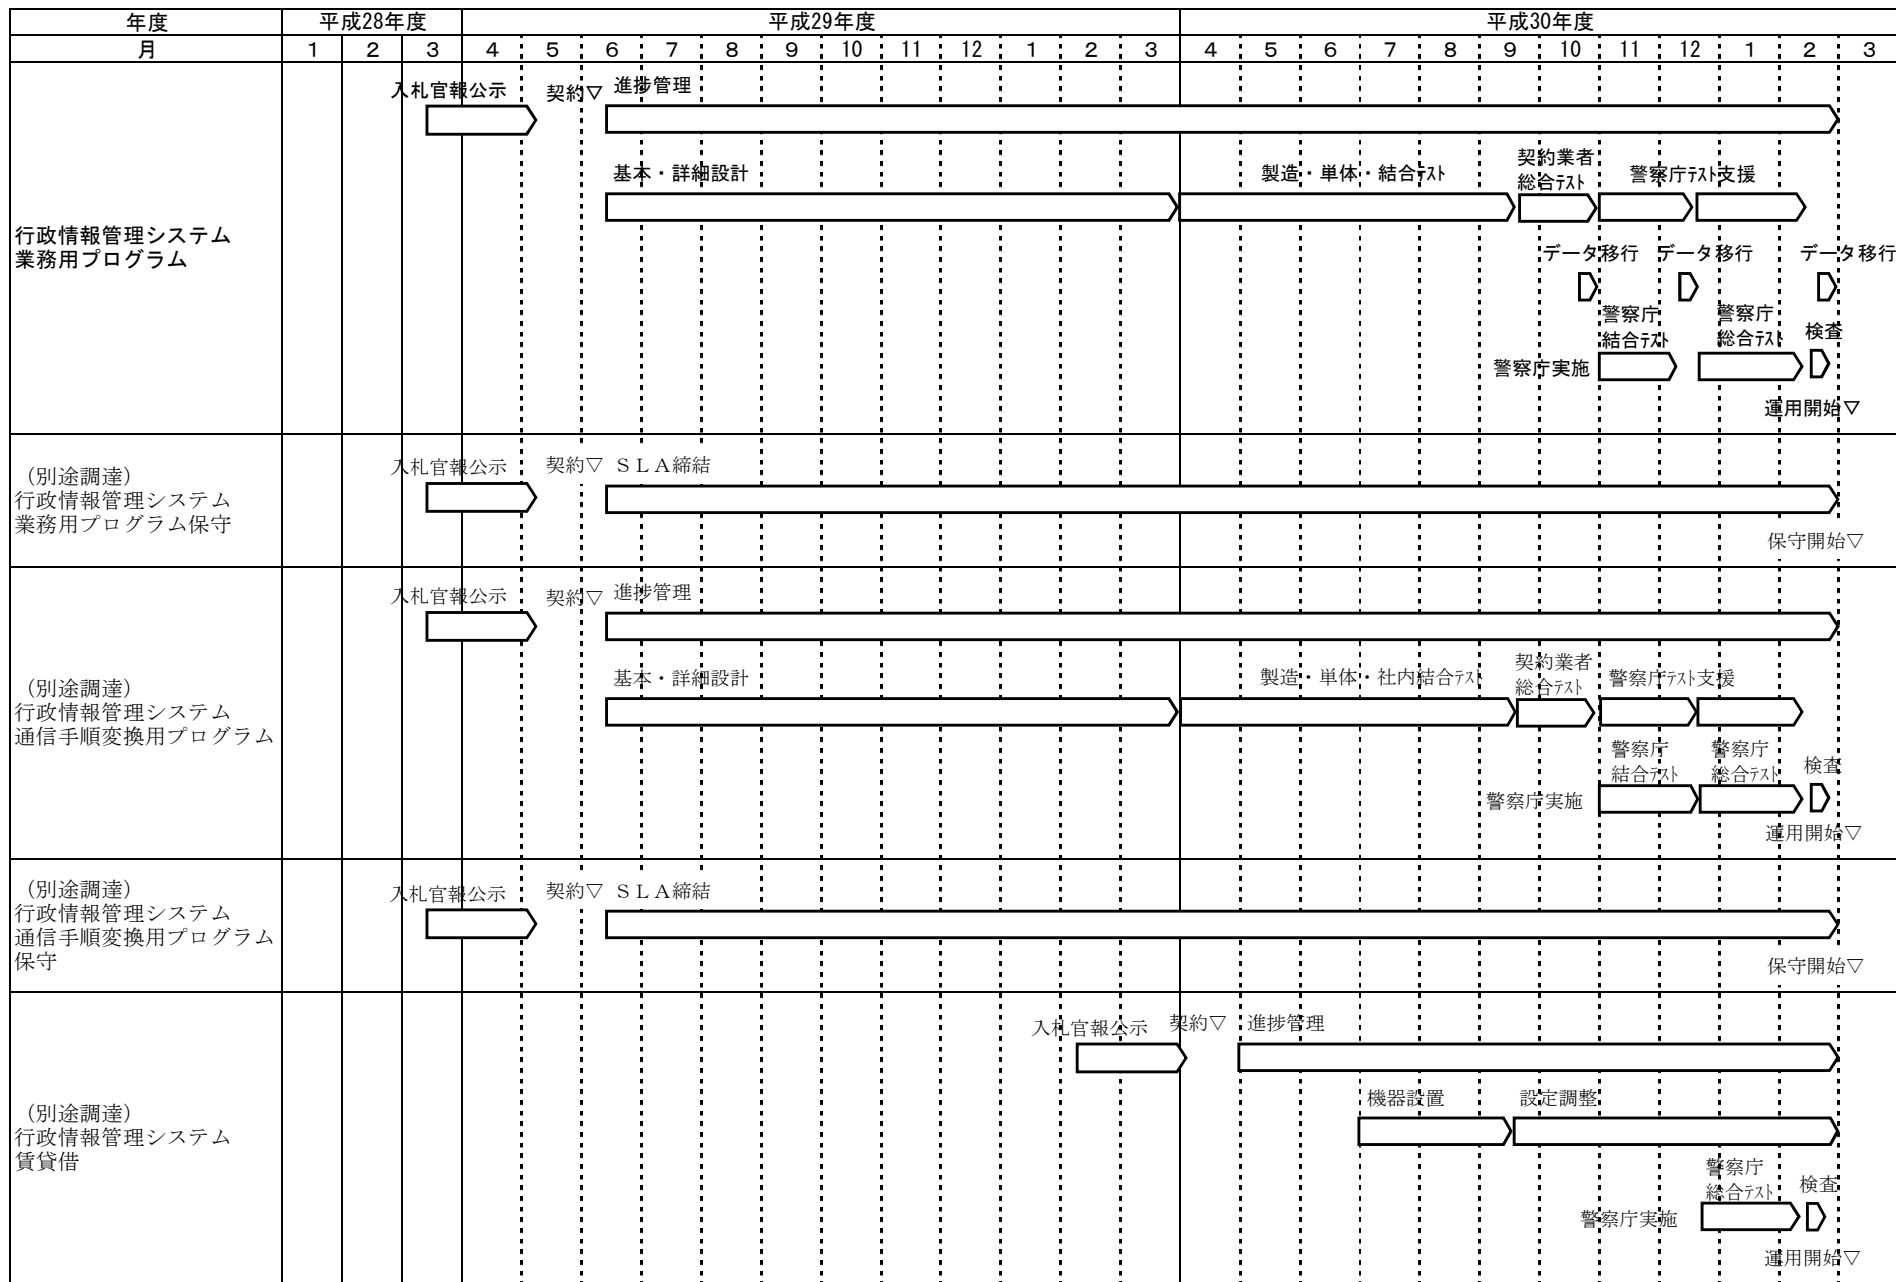 年度 平成28年度 平成29年度 平成30年度
月 1 2 3 4 5 6 7 8 9 10 11 12 1 2 3 4 5 6 7 8 9 10 11 12 1 2 3
入札官報公示 契約▽ 進捗管理
基本・詳細設計 製造・単体・結合ﾃｽﾄ 契約業者 警察庁ﾃｽﾄ支援
総合ﾃｽﾄ
行政情報管理システム
業務用プログラム
データ移行 データ移行 データ移行
警察庁 警察庁
結合ﾃｽﾄ 総合ﾃｽﾄ 検査
警察庁実施
運用開始▽
（別途調達）
行政情報管理システム
業務用プログラム保守
入札官報公示 契約▽ ＳＬＡ締結
保守開始▽
入札官報公示 契約▽ 進捗管理
（別途調達）
行政情報管理システム
通信手順変換用プログラム
基本・詳細設計 製造・単体・社内結合ﾃｽﾄ 契約業者 警察庁ﾃｽﾄ支援
総合ﾃｽﾄ
警察庁 警察庁
結合ﾃｽﾄ 総合ﾃｽﾄ 検査
警察庁実施
運用開始▽
（別途調達）
行政情報管理システム
通信手順変換用プログラム
保守
入札官報公示 契約▽ ＳＬＡ締結
保守開始▽
入札官報公示 契約▽ 進捗管理
機器設置 設定調整
（別途調達）
行政情報管理システム
賃貸借
警察庁
総合ﾃｽﾄ 検査
警察庁実施
運用開始▽